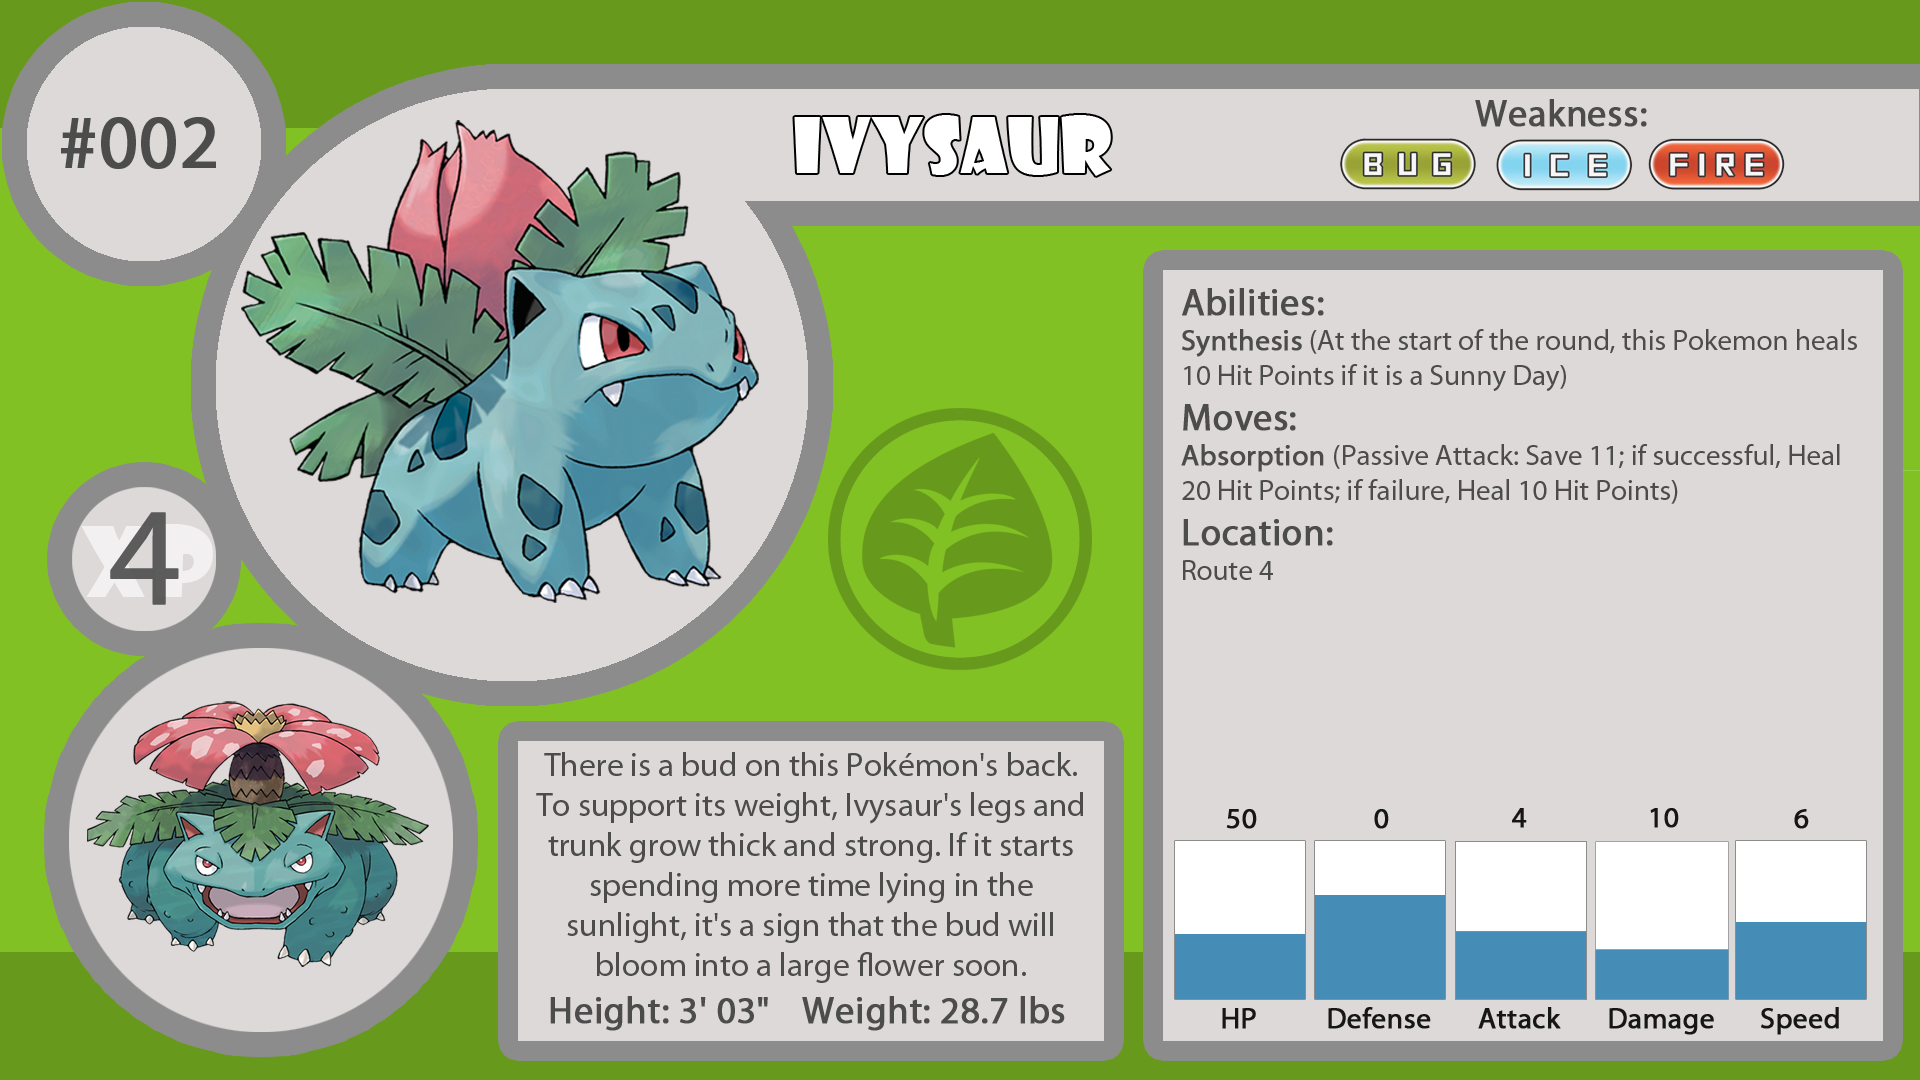 #002
IVYSAUR
Weakness:
BUG ICE FIRE
XP
4
Abilities:
Synthesis (At the start of the round, this Pokemon heals
10 Hit Points if it is a Sunny Day)
Moves:
Absorption (Passive Attack: Save 11; if successful, Heal
20 Hit Points; if failure, Heal 10 Hit Points)
Location:
Route 4
There is a bud on this Pokémon's back.
To support its weight, Ivysaur's legs and
trunk grow thick and strong. If it starts
spending more time lying in the
sunlight, it's a sign that the bud will
bloom into a large flower soon.
Height: 3' 03" Weight: 28.7 lbs
50 0 4 10 6
HP Defense Attack Damage Speed